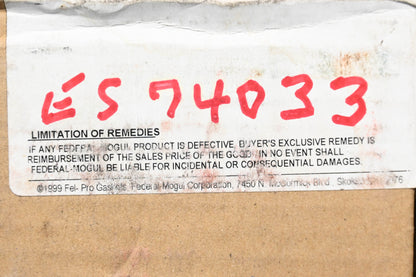 ES 74033
LIMITATION OF REMEDIES
IF ANY FEDERAL-MOGUL PRODUCT IS DEFECTIVE, BUYER'S EXCLUSIVE REMEDY IS
REIMBURSEMENT OF THE SALES PRICE OF THE GOODS. IN NO EVENT SHALL
FEDERAL-MOGUL BE LIABLE FOR INCIDENTAL OR CONSEQUENTIAL DAMAGES.
©1999 Fel-Pro Gaskets, Federal-Mogul Corporation, 7450 N. McCormick Blvd., Skokie